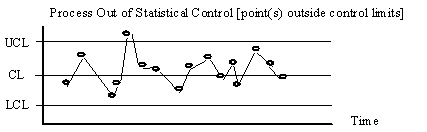 Process Out of Statistical Control [point(s) outside control limits]
UCL
CL
LCL
Time